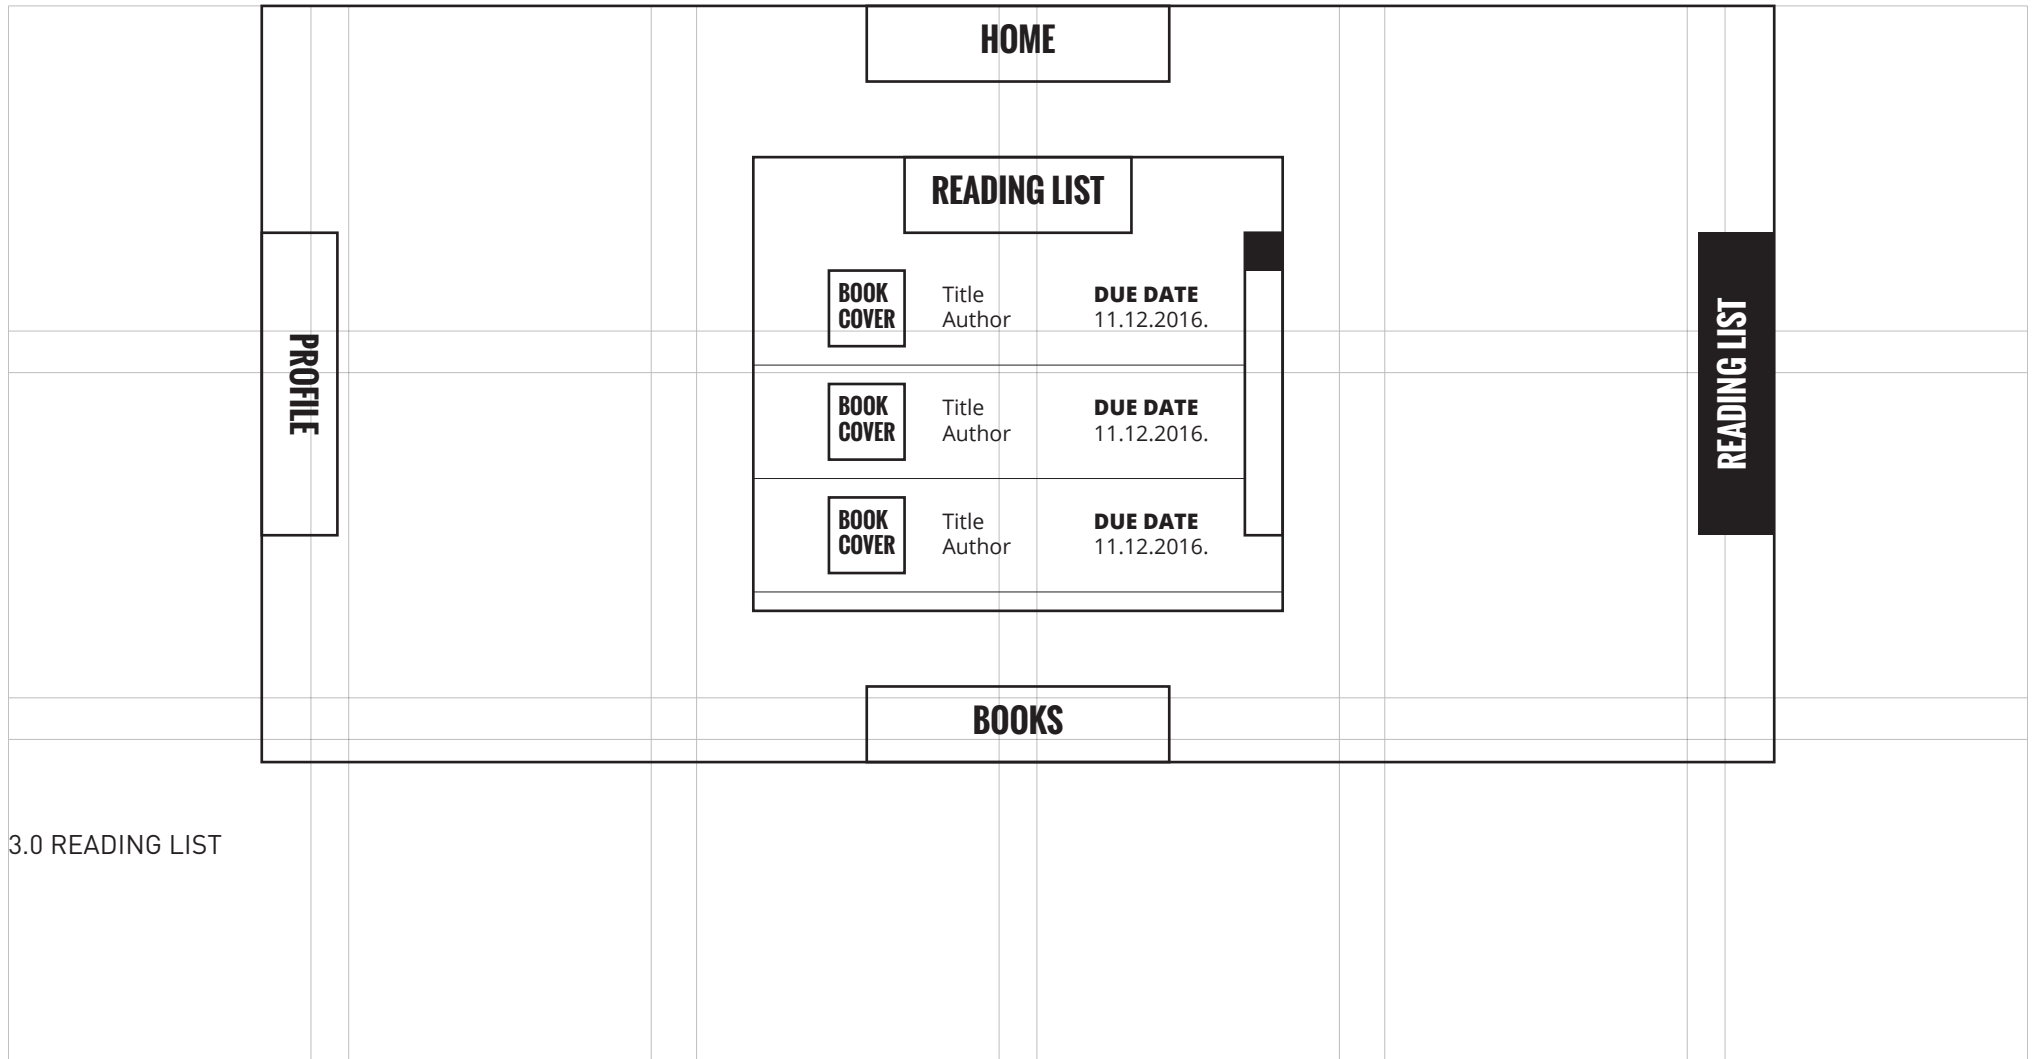 HOME
READING LIST
BOOK
COVER
Title
Author
DUE DATE
11.12.2016.
BOOK
COVER
Title
Author
DUE DATE
11.12.2016.
BOOK
COVER
Title
Author
DUE DATE
11.12.2016.
PROFILE
READING LIST
BOOKS
3.0 READING LIST